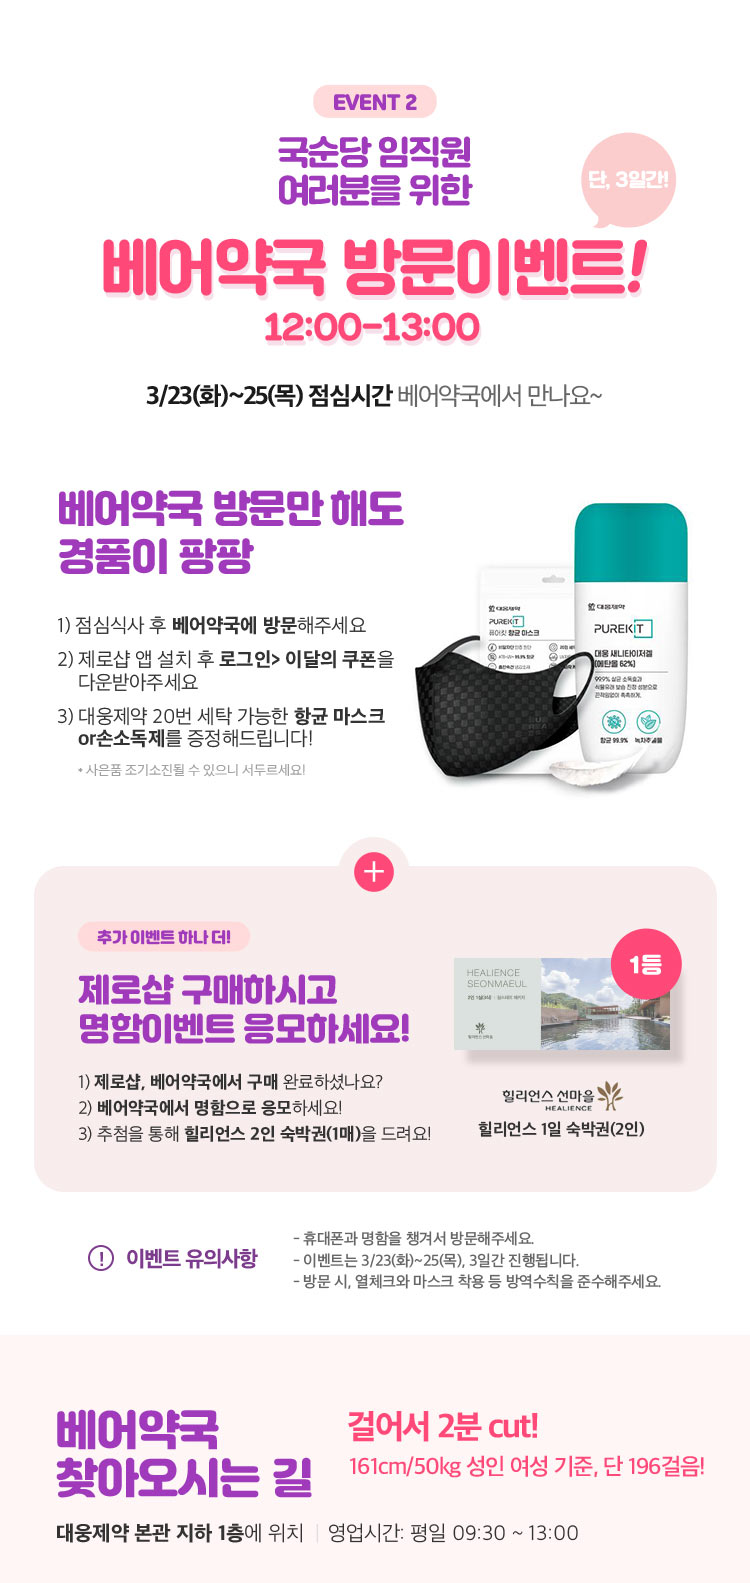 EVENT 2
국순당 임직원
여러분을 위한
단, 3일간!
베어약국 방문이벤트!
12:00-13:00
3/23(화)~25(목) 점심시간 베어약국에서 만나요~
베어약국 방문만 해도
경품이 팡팡
1) 점심식사 후 베어약국에 방문해주세요
2) 제로샵 앱 설치 후 로그인> 이달의 쿠폰을
다운받아주세요
3) 대웅제약 20번 세탁 가능한 항균 마스크
or손소독제를 증정해드립니다!
* 사은품 조기소진될 수 있으니 서두르세요!
대웅제약
PUREKIT
퓨어킷 항균 마스크
대웅제약
PUREKIT
대웅 새니타이저겔
(에탄올 62%)
항균 99.9%
+
추가 이벤트 하나 더!
제로샵 구매하시고
명함이벤트 응모하세요!
1) 제로샵, 베어약국에서 구매 완료하셨나요?
2) 베어약국에서 명함으로 응모하세요!
3) 추첨을 통해 힐리언스 2인 숙박권(1매)을 드려요!
1등
HEALIENCE
SEONMAEUL
힐리언스 선마을
힐리언스 선마을
HEALIENCE
힐리언스 1일 숙박권(2인)
! 이벤트 유의사항
- 휴대폰과 명함을 챙겨서 방문해주세요.
- 이벤트는 3/23(화)~25(목), 3일간 진행됩니다.
- 방문 시, 열체크와 마스크 착용 등 방역수칙을 준수해주세요.
베어약국
찾아오시는 길
걸어서 2분 cut!
161cm/50kg 성인 여성 기준, 단 196걸음!
대웅제약 본관 지하 1층에 위치 | 영업시간: 평일 09:30 ~ 13:00